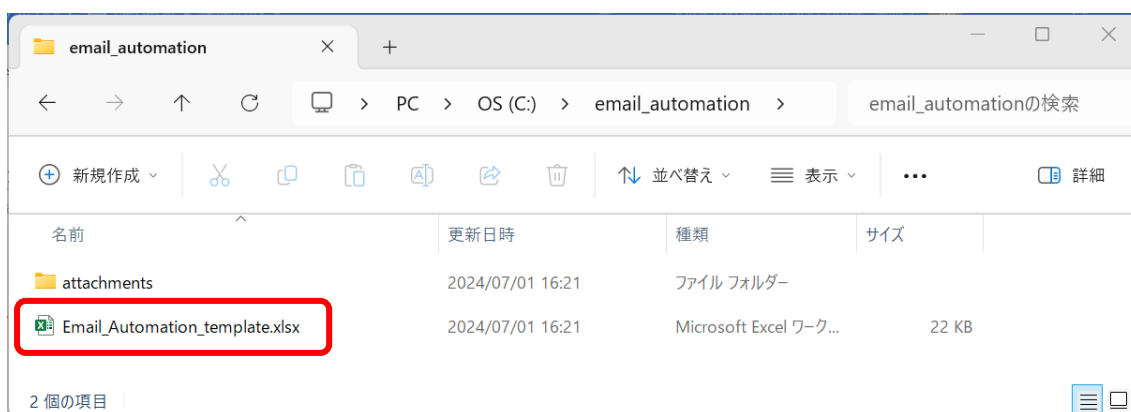 email_automation
PC > OS (C:) > email_automation > email_automationの検索
新規作成 並べ替え 表示 ... 詳細
名前 更新日時 種類 サイズ
attachments 2024/07/01 16:21 ファイル フォルダー
Email_Automation_template.xlsx 2024/07/01 16:21 Microsoft Excel ワーク... 22 KB
2 個の項目